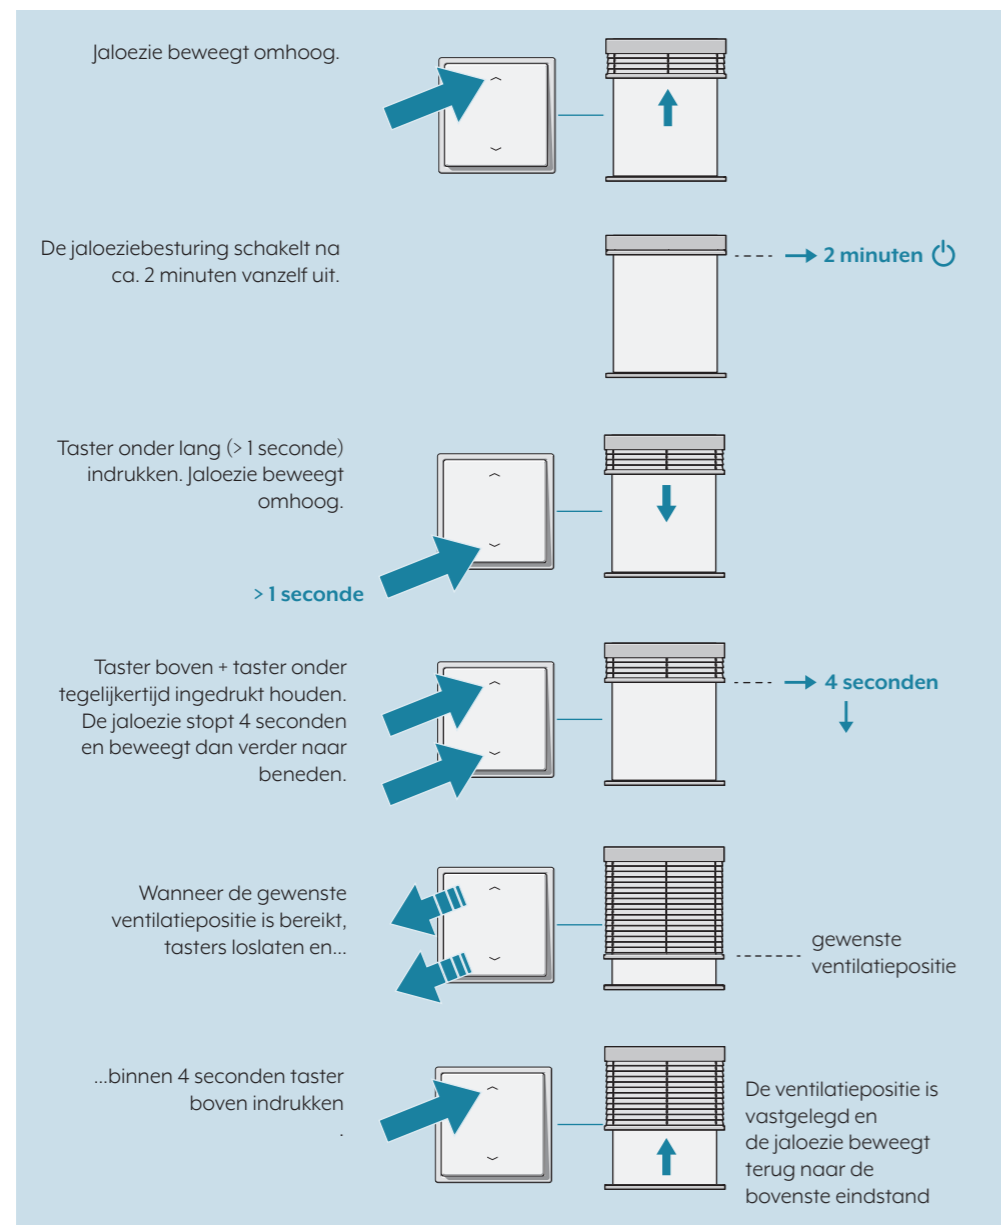 Jaloezie beweegt omhoog.
De jaloeziebesturing schakelt na
ca. 2 minuten vanzelf uit.
2 minuten
Taster onder lang (> 1 seconde)
indrukken. Jaloezie beweegt
omhoog.
> 1 seconde
Taster boven + taster onder
tegelijkertijd ingedrukt houden.
De jaloezie stopt 4 seconden
en beweegt dan verder naar
beneden.
4 seconden
Wanneer de gewenste
ventilatiepositie is bereikt,
tasters loslaten en...
gewenste
ventilatiepositie
...binnen 4 seconden taster
boven indrukken
.
De ventilatiepositie is
vastgelegd en
de jaloezie beweegt
terug naar de
bovenste eindstand